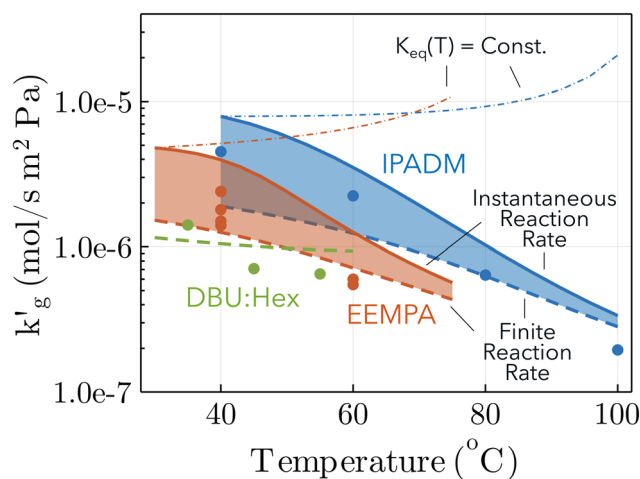 K_eq(T) = Const.
1.0e-5
IPADM
Instantaneous
Reaction
Rate
1.0e-6
DBU:Hex
EEMPA
Finite
Reaction
Rate
1.0e-7
40
60
80
100
Temperature (°C)
k'_g (mol/s m² Pa)